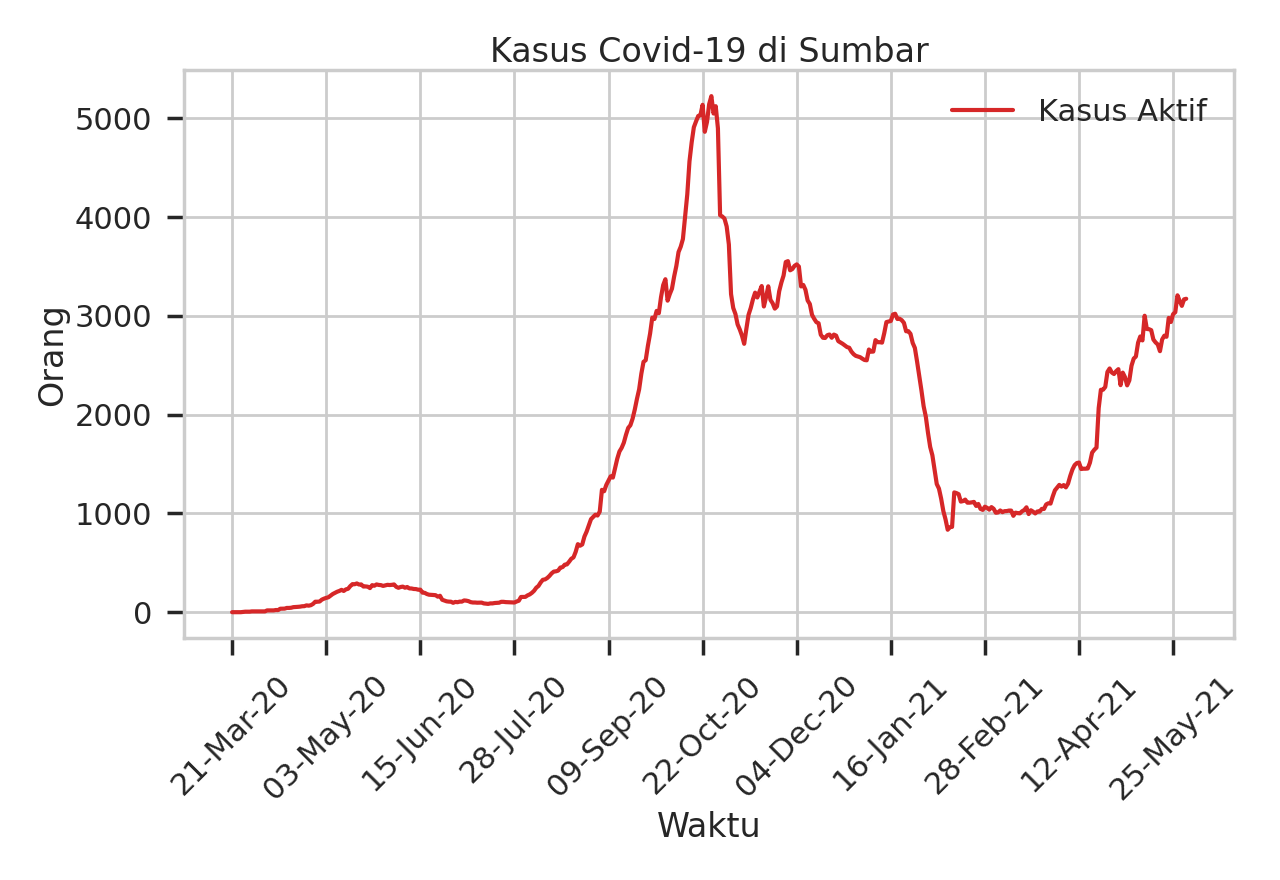 Kasus Covid-19 di Sumbar
Kasus Aktif
Orang
5000
4000
3000
2000
1000
0
21-Mar-20
03-May-20
15-Jun-20
28-Jul-20
09-Sep-20
22-Oct-20
04-Dec-20
16-Jan-21
28-Feb-21
12-Apr-21
25-May-21
Waktu